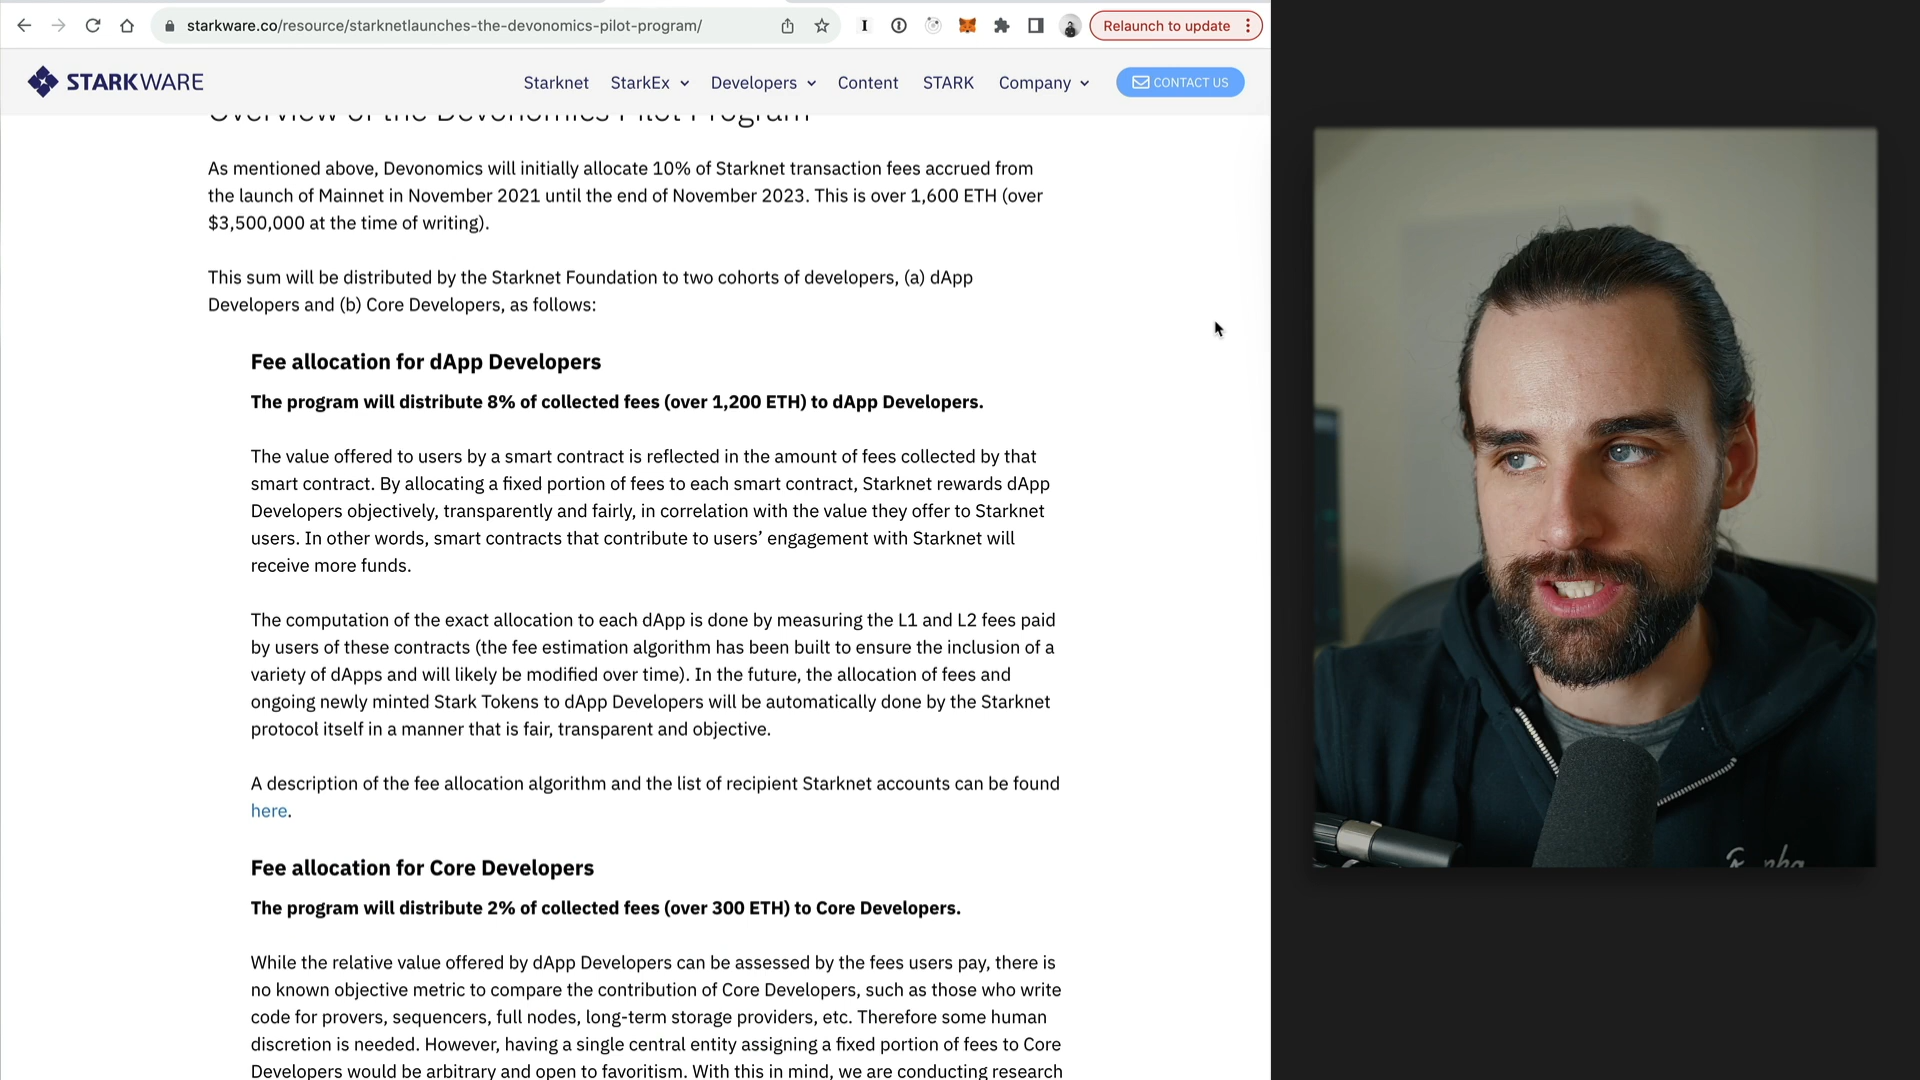 starkware.co/resource/starknetlaunches-the-devonomics-pilot-program/
Relaunch to update
STARKWARE
Starknet
StarkEx
Developers
Content
STARK
Company
CONTACT US
Overview of the Devonomics Pilot Program
As mentioned above, Devonomics will initially allocate 10% of Starknet transaction fees accrued from
the launch of Mainnet in November 2021 until the end of November 2023. This is over 1,600 ETH (over
$3,500,000 at the time of writing).
This sum will be distributed by the Starknet Foundation to two cohorts of developers, (a) dApp
Developers and (b) Core Developers, as follows:
Fee allocation for dApp Developers
The program will distribute 8% of collected fees (over 1,200 ETH) to dApp Developers.
The value offered to users by a smart contract is reflected in the amount of fees collected by that
smart contract. By allocating a fixed portion of fees to each smart contract, Starknet rewards dApp
Developers objectively, transparently and fairly, in correlation with the value they offer to Starknet
users. In other words, smart contracts that contribute to users’ engagement with Starknet will
receive more funds.
The computation of the exact allocation to each dApp is done by measuring the L1 and L2 fees paid
by users of these contracts (the fee estimation algorithm has been built to ensure the inclusion of a
variety of dApps and will likely be modified over time). In the future, the allocation of fees and
ongoing newly minted Stark Tokens to dApp Developers will be automatically done by the Starknet
protocol itself in a manner that is fair, transparent and objective.
A description of the fee allocation algorithm and the list of recipient Starknet accounts can be found
here.
Fee allocation for Core Developers
The program will distribute 2% of collected fees (over 300 ETH) to Core Developers.
While the relative value offered by dApp Developers can be assessed by the fees users pay, there is
no known objective metric to compare the contribution of Core Developers, such as those who write
code for provers, sequencers, full nodes, long-term storage providers, etc. Therefore some human
discretion is needed. However, having a single central entity assigning a fixed portion of fees to Core
Developers would be arbitrary and open to favoritism. With this in mind, we are conducting research